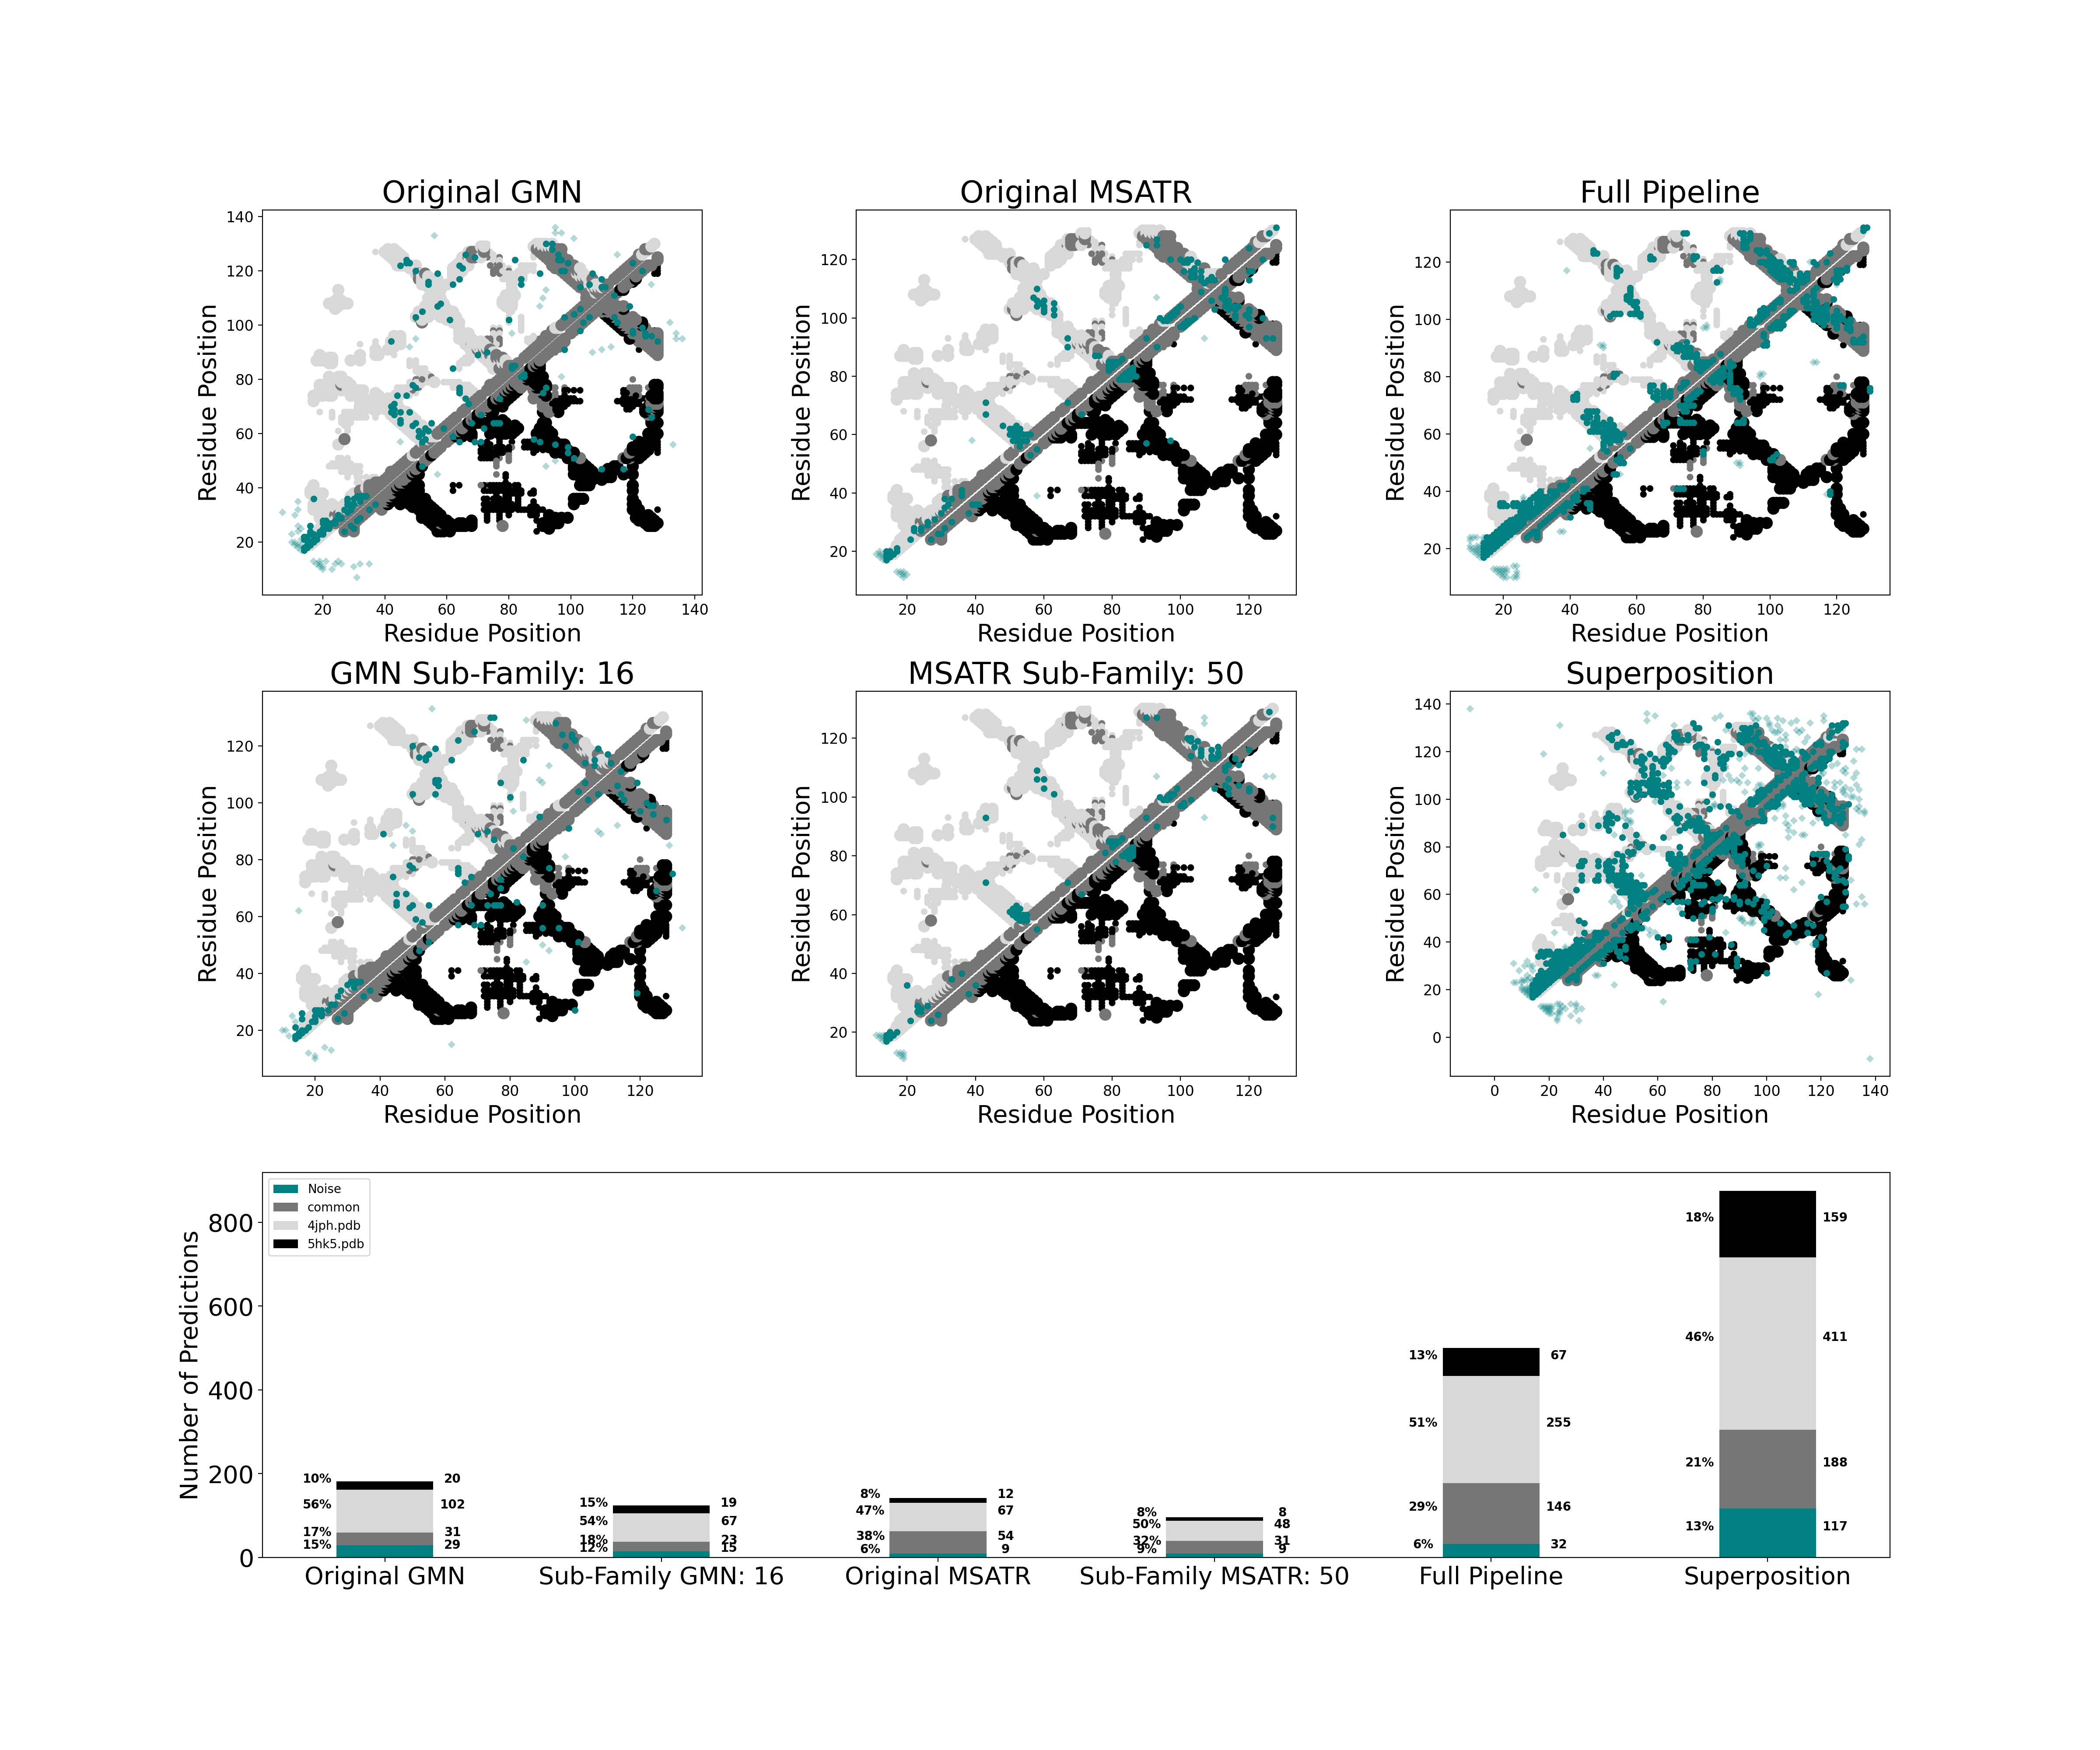 Original GMN
Original MSATR
Full Pipeline
140
120
100
80
60
40
20
Residue Position
20 40 60 80 100 120 140
Residue Position
120
100
80
60
40
20
Residue Position
20 40 60 80 100 120
Residue Position
120
100
80
60
40
20
Residue Position
20 40 60 80 100 120
Residue Position
GMN Sub-Family: 16
MSATR Sub-Family: 50
Superposition
120
100
80
60
40
20
Residue Position
20 40 60 80 100 120
Residue Position
120
100
80
60
40
20
Residue Position
20 40 60 80 100 120
Residue Position
140
120
100
80
60
40
20
0
Residue Position
0 20 40 60 80 100 120 140
Residue Position
Number of Predictions
800
600
400
200
0
Noise
common
4jph.pdb
5hk5.pdb
10% 20
56% 102
17% 31
15% 29
15% 19
54% 67
18% 23
12% 15
8% 12
47% 67
38% 54
6% 9
8% 8
50% 48
32% 31
9% 9
13% 67
51% 255
29% 146
6% 32
18% 159
46% 411
21% 188
13% 117
Original GMN
Sub-Family GMN: 16
Original MSATR
Sub-Family MSATR: 50
Full Pipeline
Superposition